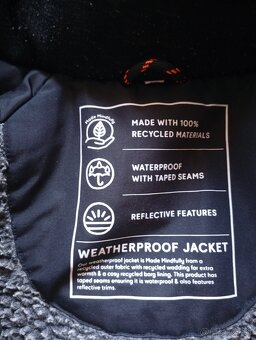 Made Mindfully
MADE WITH 100%
RECYCLED MATERIALS
WATERPROOF
WITH TAPED SEAMS
REFLECTIVE FEATURES
WEATHERPROOF JACKET
Our weatherproof jacket is Made Mindfully from a
recycled outer fabric with recycled wadding for extra
warmth & a cosy recycled borg lining. This product has
taped seams ensuring it is waterproof & also features
reflective trims.